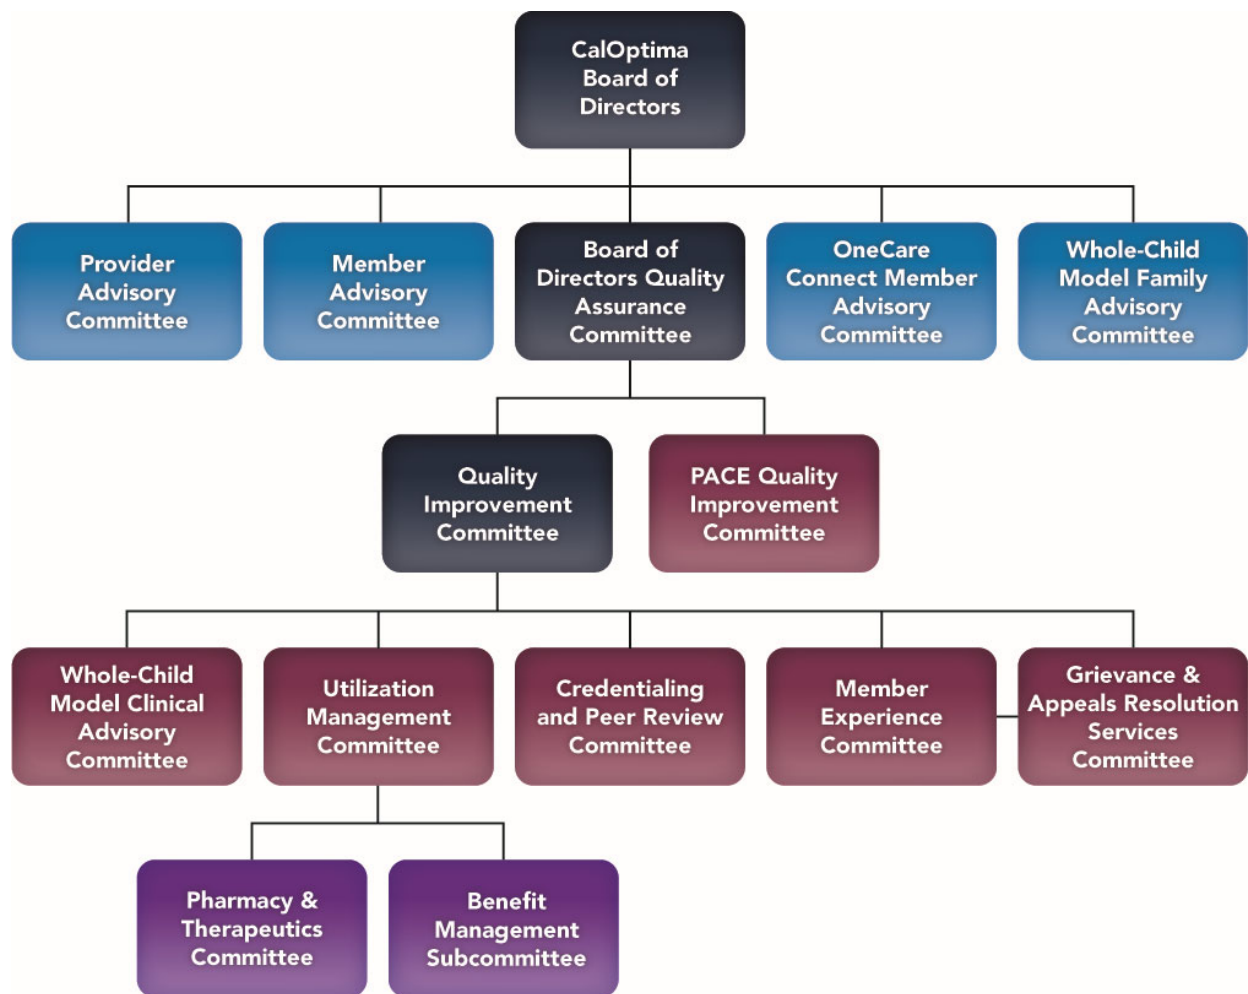 CalOptima
Board of
Directors
Provider
Advisory
Committee
Member
Advisory
Committee
Board of
Directors Quality
Assurance
Committee
OneCare
Connect Member
Advisory
Committee
Whole-Child
Model Family
Advisory
Committee
Quality
Improvement
Committee
PACE Quality
Improvement
Committee
Whole-Child
Model Clinical
Advisory
Committee
Utilization
Management
Committee
Credentialing
and Peer Review
Committee
Member
Experience
Committee
Grievance &
Appeals Resolution
Services
Committee
Pharmacy &
Therapeutics
Committee
Benefit
Management
Subcommittee